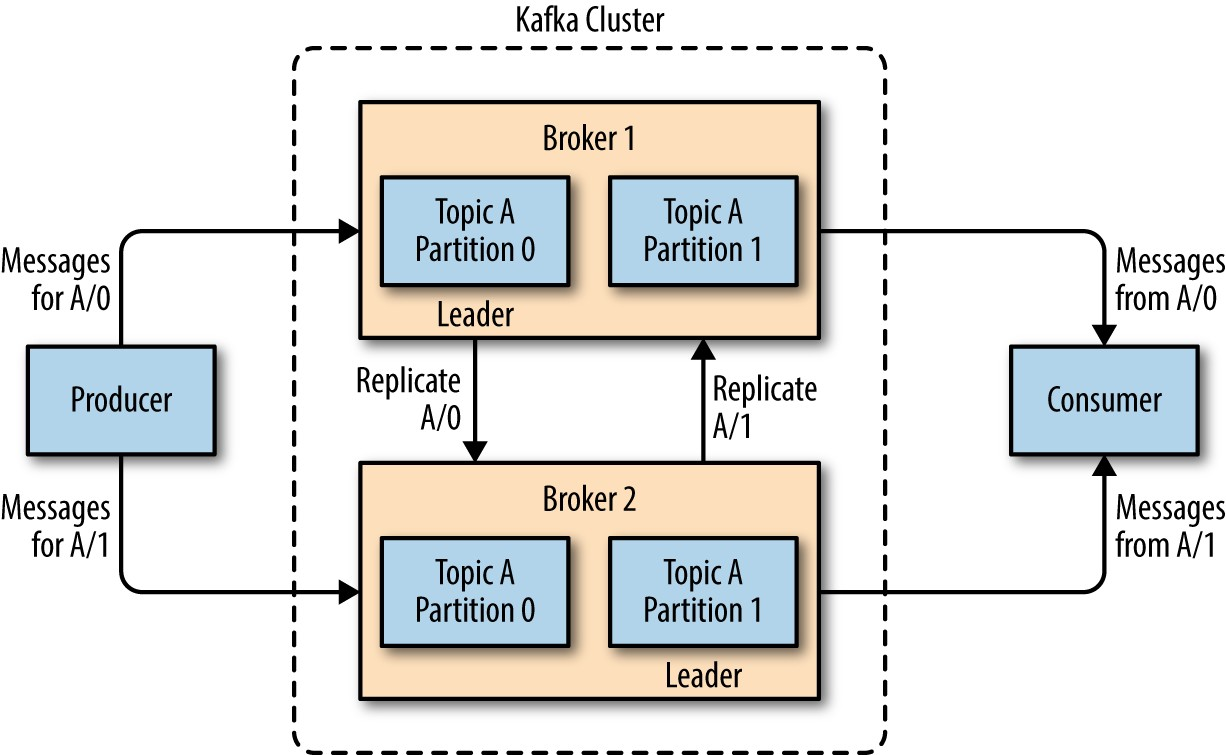 Kafka Cluster
Broker 1
Topic A
Partition 0
Topic A
Partition 1
Leader
Messages
for A/0
Messages
from A/0
Producer
Replicate
A/0
Replicate
A/1
Consumer
Messages
for A/1
Messages
from A/1
Broker 2
Topic A
Partition 0
Topic A
Partition 1
Leader